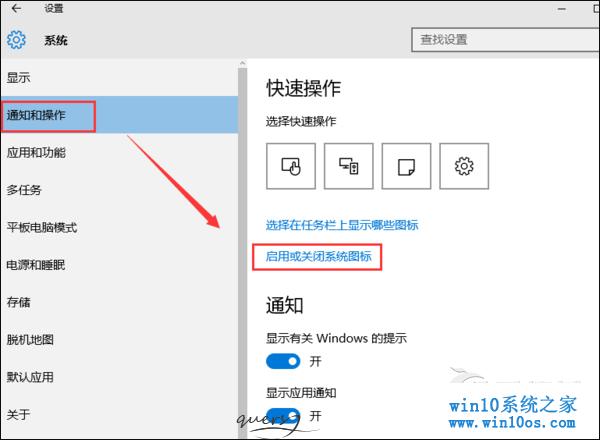 设置
系统
查找设置
显示
通知和操作
应用和功能
多任务
平板电脑模式
电源和睡眠
存储
脱机地图
默认应用
关于
快速操作
选择快速操作
选择在任务栏上显示哪些图标
启用或关闭系统图标
通知
显示有关 Windows 的提示
开
显示应用通知
开
win10系统之家
www.win10os.com